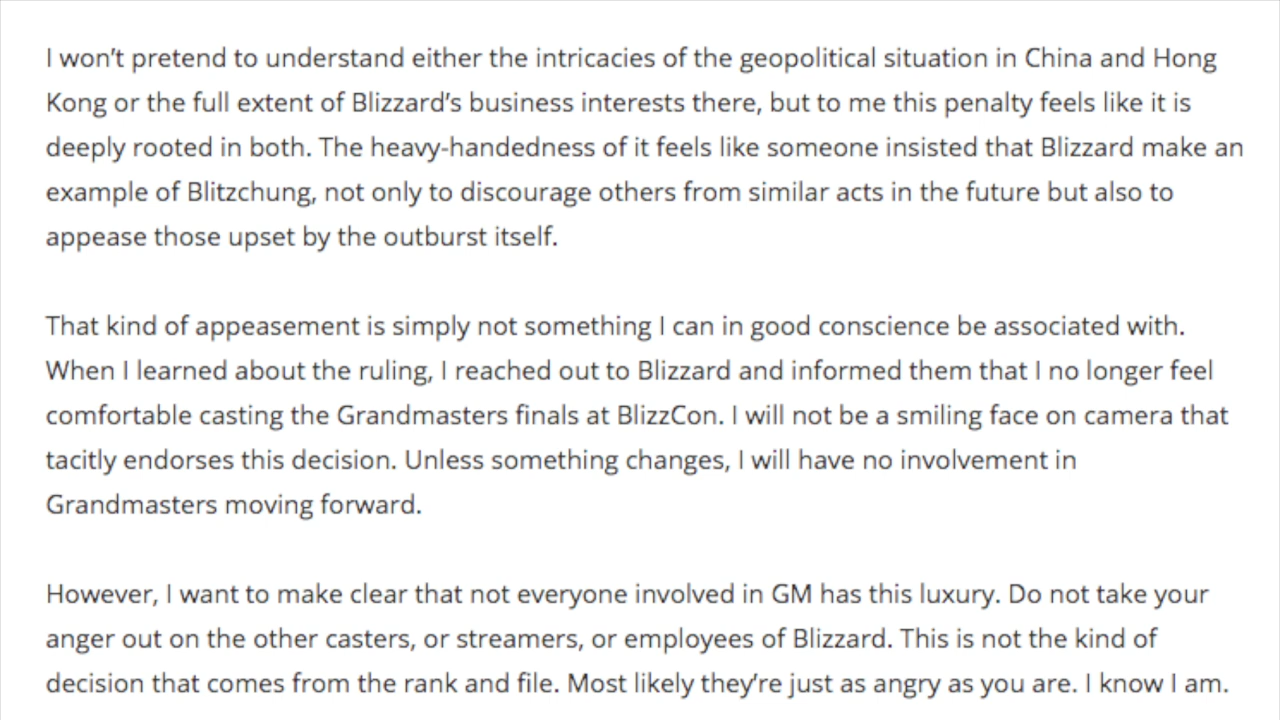 I won’t pretend to understand either the intricacies of the geopolitical situation in China and Hong
Kong or the full extent of Blizzard’s business interests there, but to me this penalty feels like it is
deeply rooted in both. The heavy-handedness of it feels like someone insisted that Blizzard make an
example of Blitzchung, not only to discourage others from similar acts in the future but also to
appease those upset by the outburst itself.
That kind of appeasement is simply not something I can in good conscience be associated with.
When I learned about the ruling, I reached out to Blizzard and informed them that I no longer feel
comfortable casting the Grandmasters finals at BlizzCon. I will not be a smiling face on camera that
tacitly endorses this decision. Unless something changes, I will have no involvement in
Grandmasters moving forward.
However, I want to make clear that not everyone involved in GM has this luxury. Do not take your
anger out on the other casters, or streamers, or employees of Blizzard. This is not the kind of
decision that comes from the rank and file. Most likely they’re just as angry as you are. I know I am.